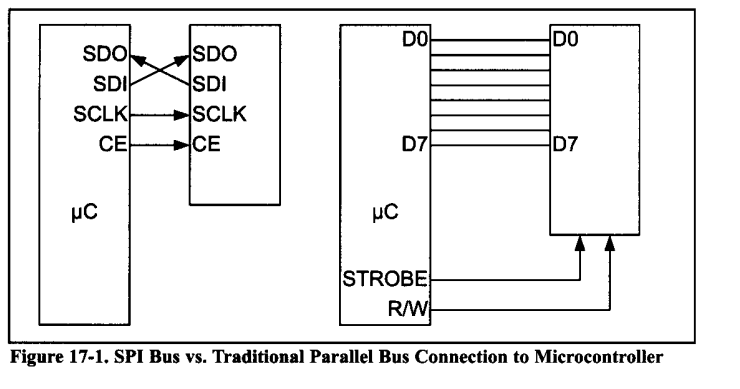 SDO SDO
SDI SDI
SCLK SCLK
CE CE
µC
D0 D0
D7 D7
µC
STROBE
R/W
Figure 17-1. SPI Bus vs. Traditional Parallel Bus Connection to Microcontroller